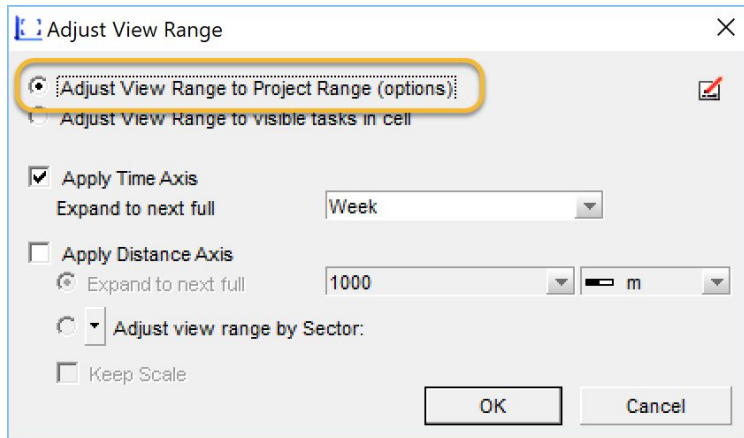 Adjust View Range
Adjust View Range to Project Range (options)
Adjust View Range to visible tasks in cell
Apply Time Axis
Expand to next full Week
Apply Distance Axis
Expand to next full 1000 m
Adjust view range by Sector:
Keep Scale
OK Cancel